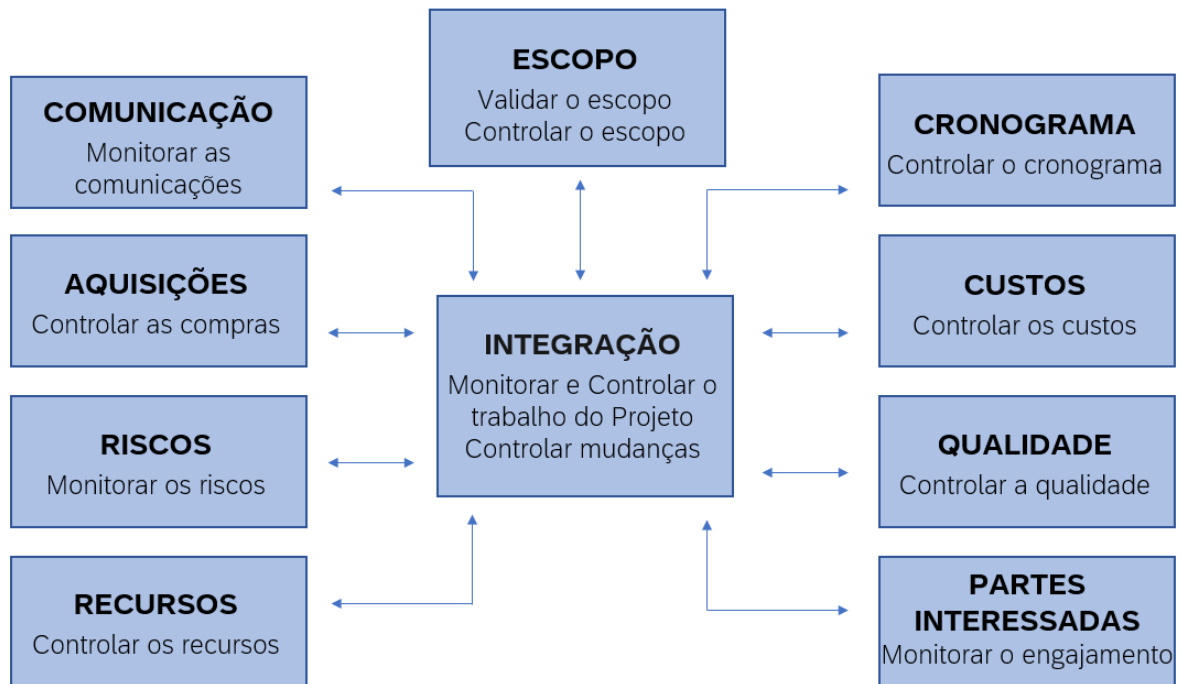 ESCOPO
Validar o escopo
Controlar o escopo
COMUNICAÇÃO
Monitorar as
comunicações
CRONOGRAMA
Controlar o cronograma
AQUISIÇÕES
Controlar as compras
CUSTOS
Controlar os custos
INTEGRAÇÃO
Monitorar e Controlar o
trabalho do Projeto
Controlar mudanças
RISCOS
Monitorar os riscos
QUALIDADE
Controlar a qualidade
RECURSOS
Controlar os recursos
PARTES
INTERESSADAS
Monitorar o engajamento